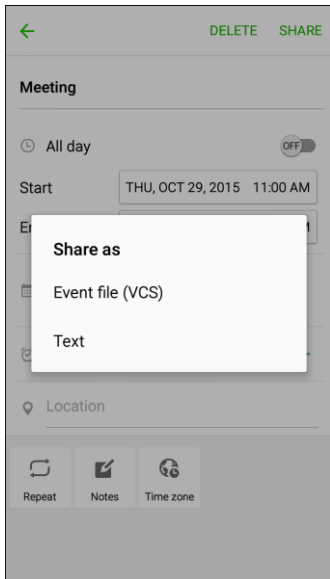 DELETE SHARE
Meeting
All day OFF
Start THU, OCT 29, 2015 11:00 AM
Share as
Event file (VCS)
Text
Location
Repeat Notes Time zone